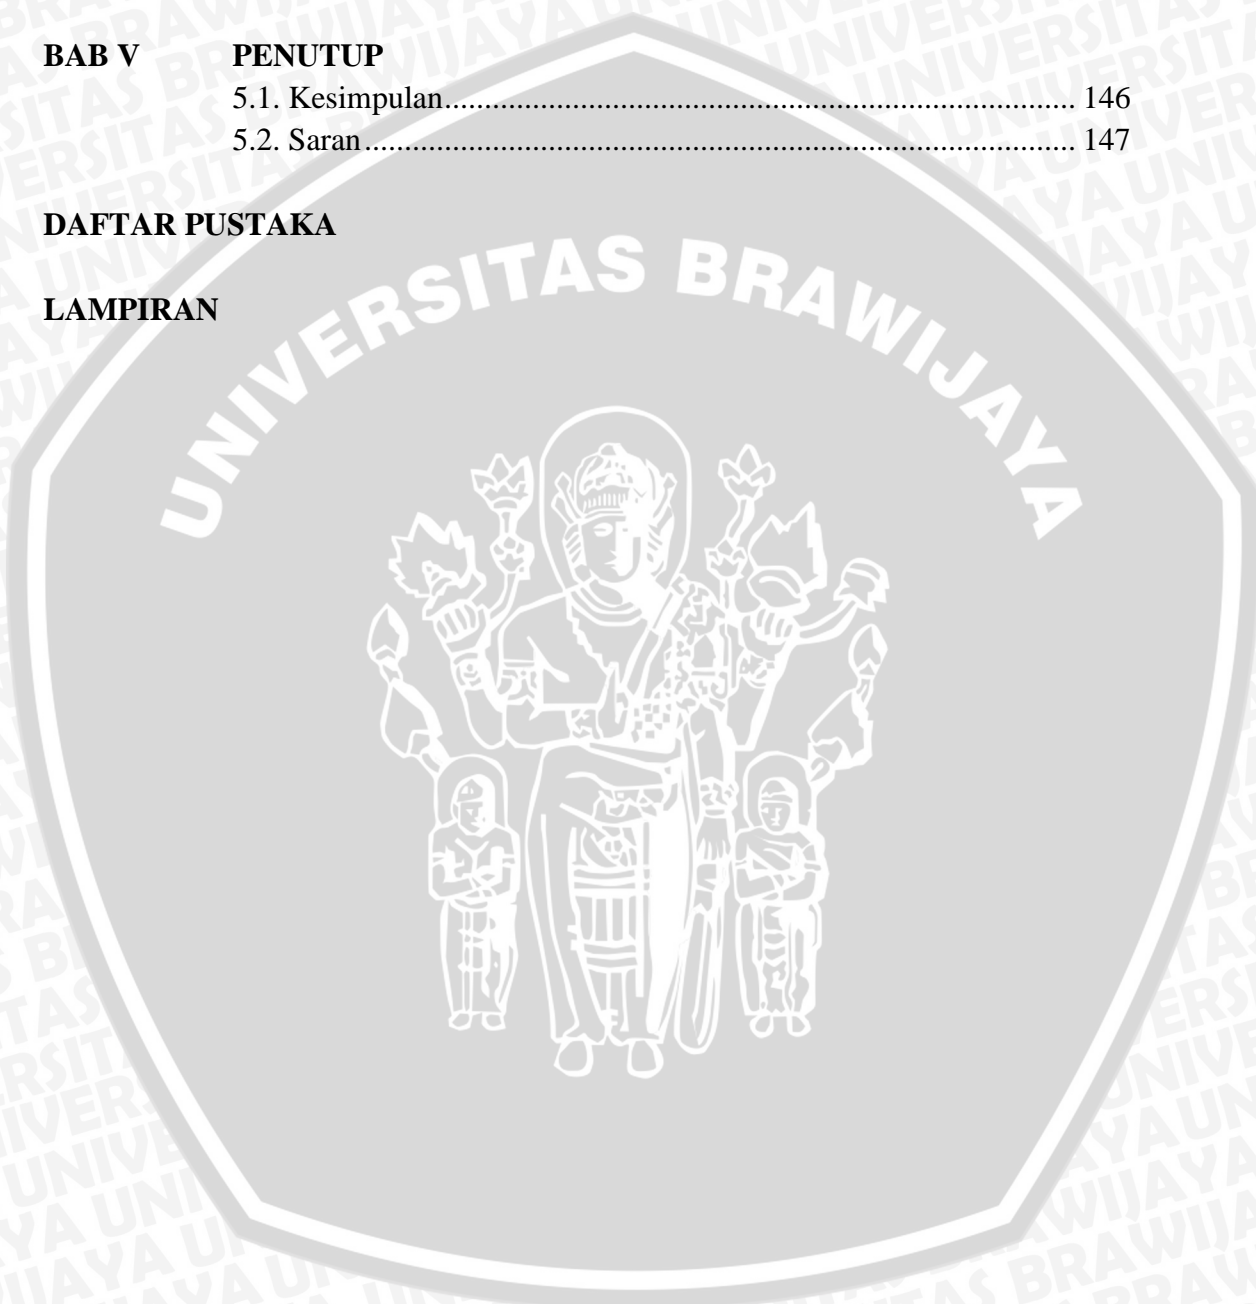 BAB V PENUTUP
5.1. Kesimpulan............................................................................... 146
5.2. Saran......................................................................................... 147
DAFTAR PUSTAKA
LAMPIRAN
UNIVERSITAS BRAWIJAYA